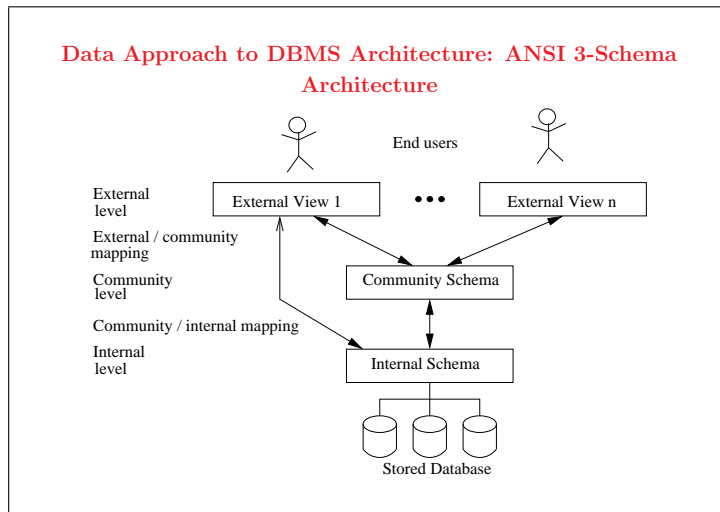 Data Approach to DBMS Architecture: ANSI 3-Schema
Architecture
End users
External
level
External View 1
External View n
External / community
mapping
Community
level
Community Schema
Community / internal mapping
Internal
level
Internal Schema
Stored Database